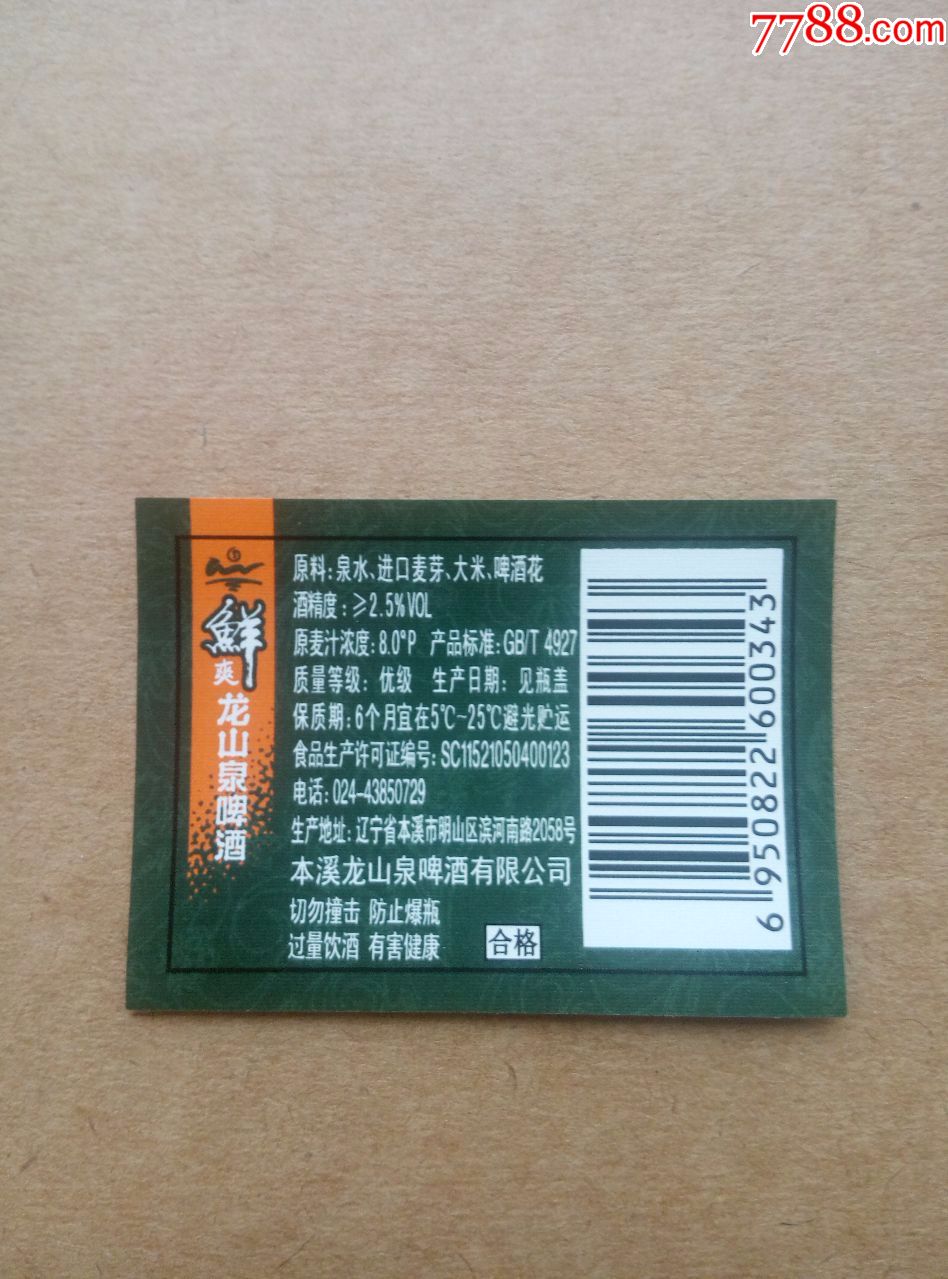 7788.com
鮮
爽
龙山泉啤酒
原料:泉水、进口麦芽、大米、啤酒花
酒精度:≥2.5%VOL
原麦汁浓度:8.0°P 产品标准:GB/T 4927
质量等级: 优级 生产日期: 见瓶盖
保质期:6个月宜在5℃~25℃避光贮运
食品生产许可证编号: SC11521050400123
电话:024-43850729
生产地址: 辽宁省本溪市明山区滨河南路2058号
本溪龙山泉啤酒有限公司
切勿撞击 防止爆瓶
过量饮酒 有害健康
合格
6950822600343